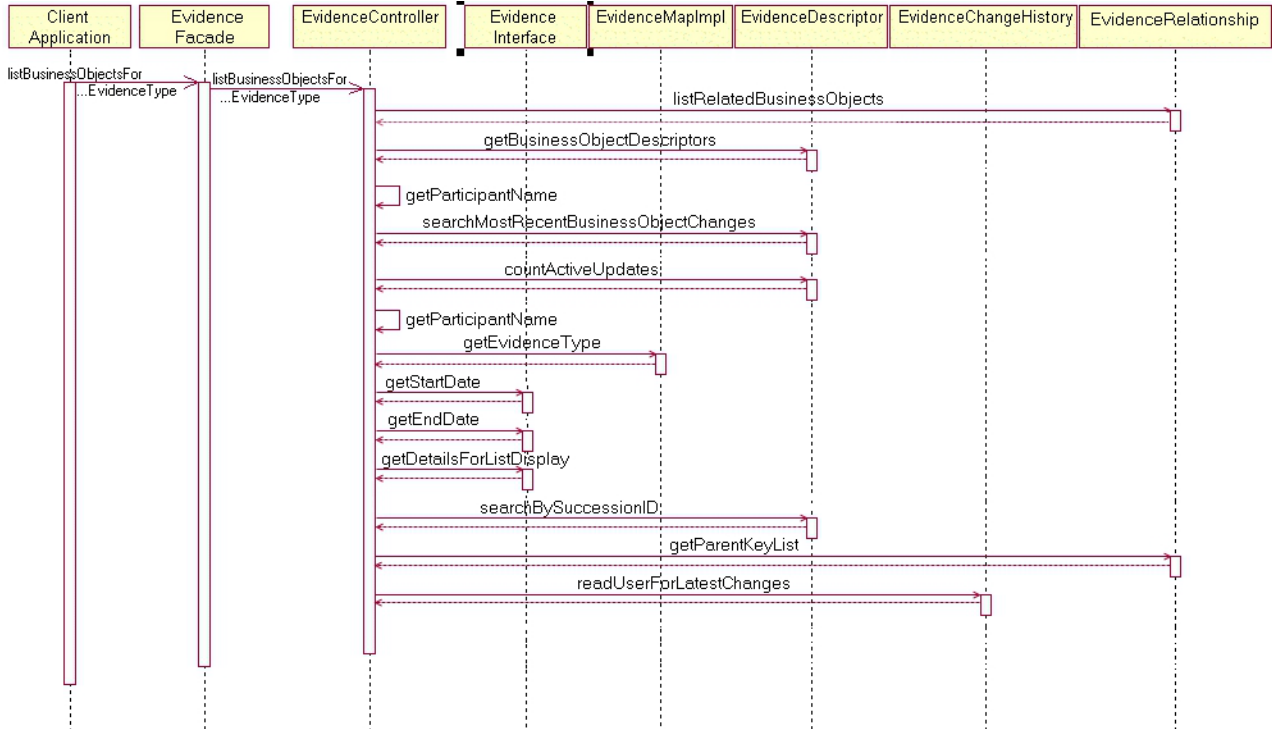 Client
Application
Evidence
Facade
EvidenceController
Evidence
Interface
EvidenceMapImpl
EvidenceDescriptor
EvidenceChangeHistory
EvidenceRelationship
listBusinessObjectsFor
...EvidenceType
listBusinessObjectsFor
...EvidenceType
listRelatedBusinessObjects
getBusinessObjectDescriptors
getParticipantName
searchMostRecentBusinessObjectChanges
countActiveUpdates
getParticipantName
getEvidenceType
getStartDate
getEndDate
getDetailsForListDisplay
searchBySuccessionID
getParentKeyList
readUserForLatestChanges